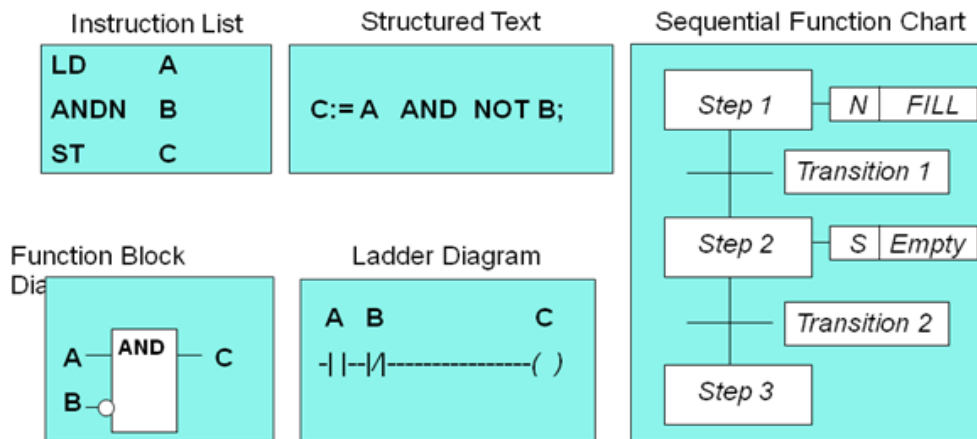 Instruction List
LD A
ANDN B
ST C
Structured Text
C:= A AND NOT B;
Sequential Function Chart
Step 1 N FILL
Transition 1
Step 2 S Empty
Transition 2
Step 3
Function Block
A AND C
B
Ladder Diagram
A B C
-| |--|/|----------------( )